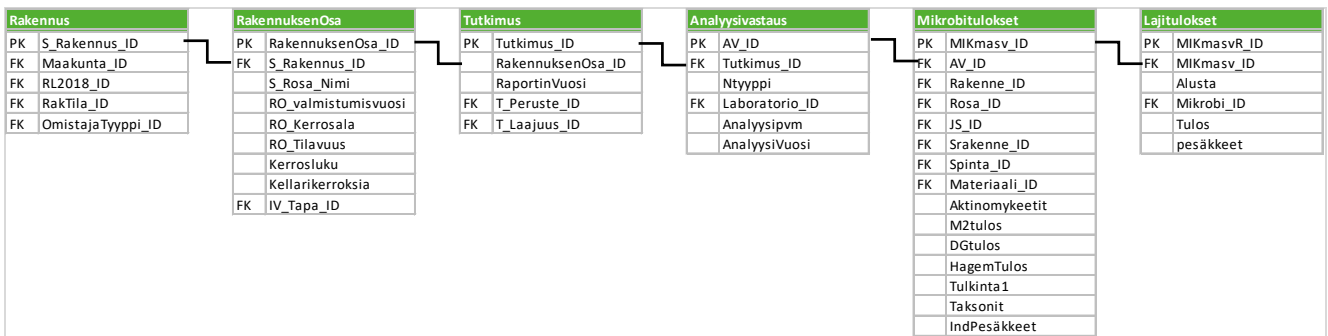 Rakennus
PK S_Rakennus_ID
FK Maakunta_ID
FK RL2018_ID
FK RakTila_ID
FK OmistajaTyyppi_ID
RakennuksenOsa
PK RakennuksenOsa_ID
FK S_Rakennus_ID
S_Rosa_Nimi
RO_valmistumisvuosi
RO_Kerrosala
RO_Tilavuus
Kerrosluku
Kellarikerroksia
FK IV_Tapa_ID
Tutkimus
PK Tutkimus_ID
RakennuksenOsa_ID
RaportinVuosi
FK T_Peruste_ID
FK T_Laajuus_ID
Analyysivastaus
PK AV_ID
FK Tutkimus_ID
Ntyyppi
FK Laboratorio_ID
Analyysipvm
AnalyysiVuosi
Mikrobitulokset
PK MIKmasv_ID
FK AV_ID
FK Rakenne_ID
FK Rosa_ID
FK JS_ID
FK Srakenne_ID
FK Spinta_ID
FK Materiaali_ID
Aktinomykeetit
M2tulos
DGtulos
HagemTulos
Tulkinta1
Taksonit
IndPesäkkeet
Lajitulokset
PK MIKmasvR_ID
FK MIKmasv_ID
Alusta
FK Mikrobi_ID
Tulos
pesäkkeet